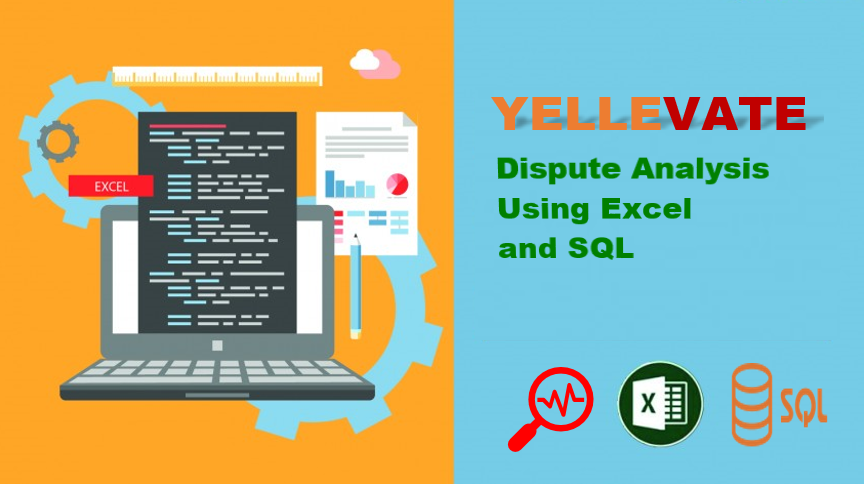 EXCEL
YELLEVATE
Dispute Analysis
Using Excel
and SQL
X
SQL